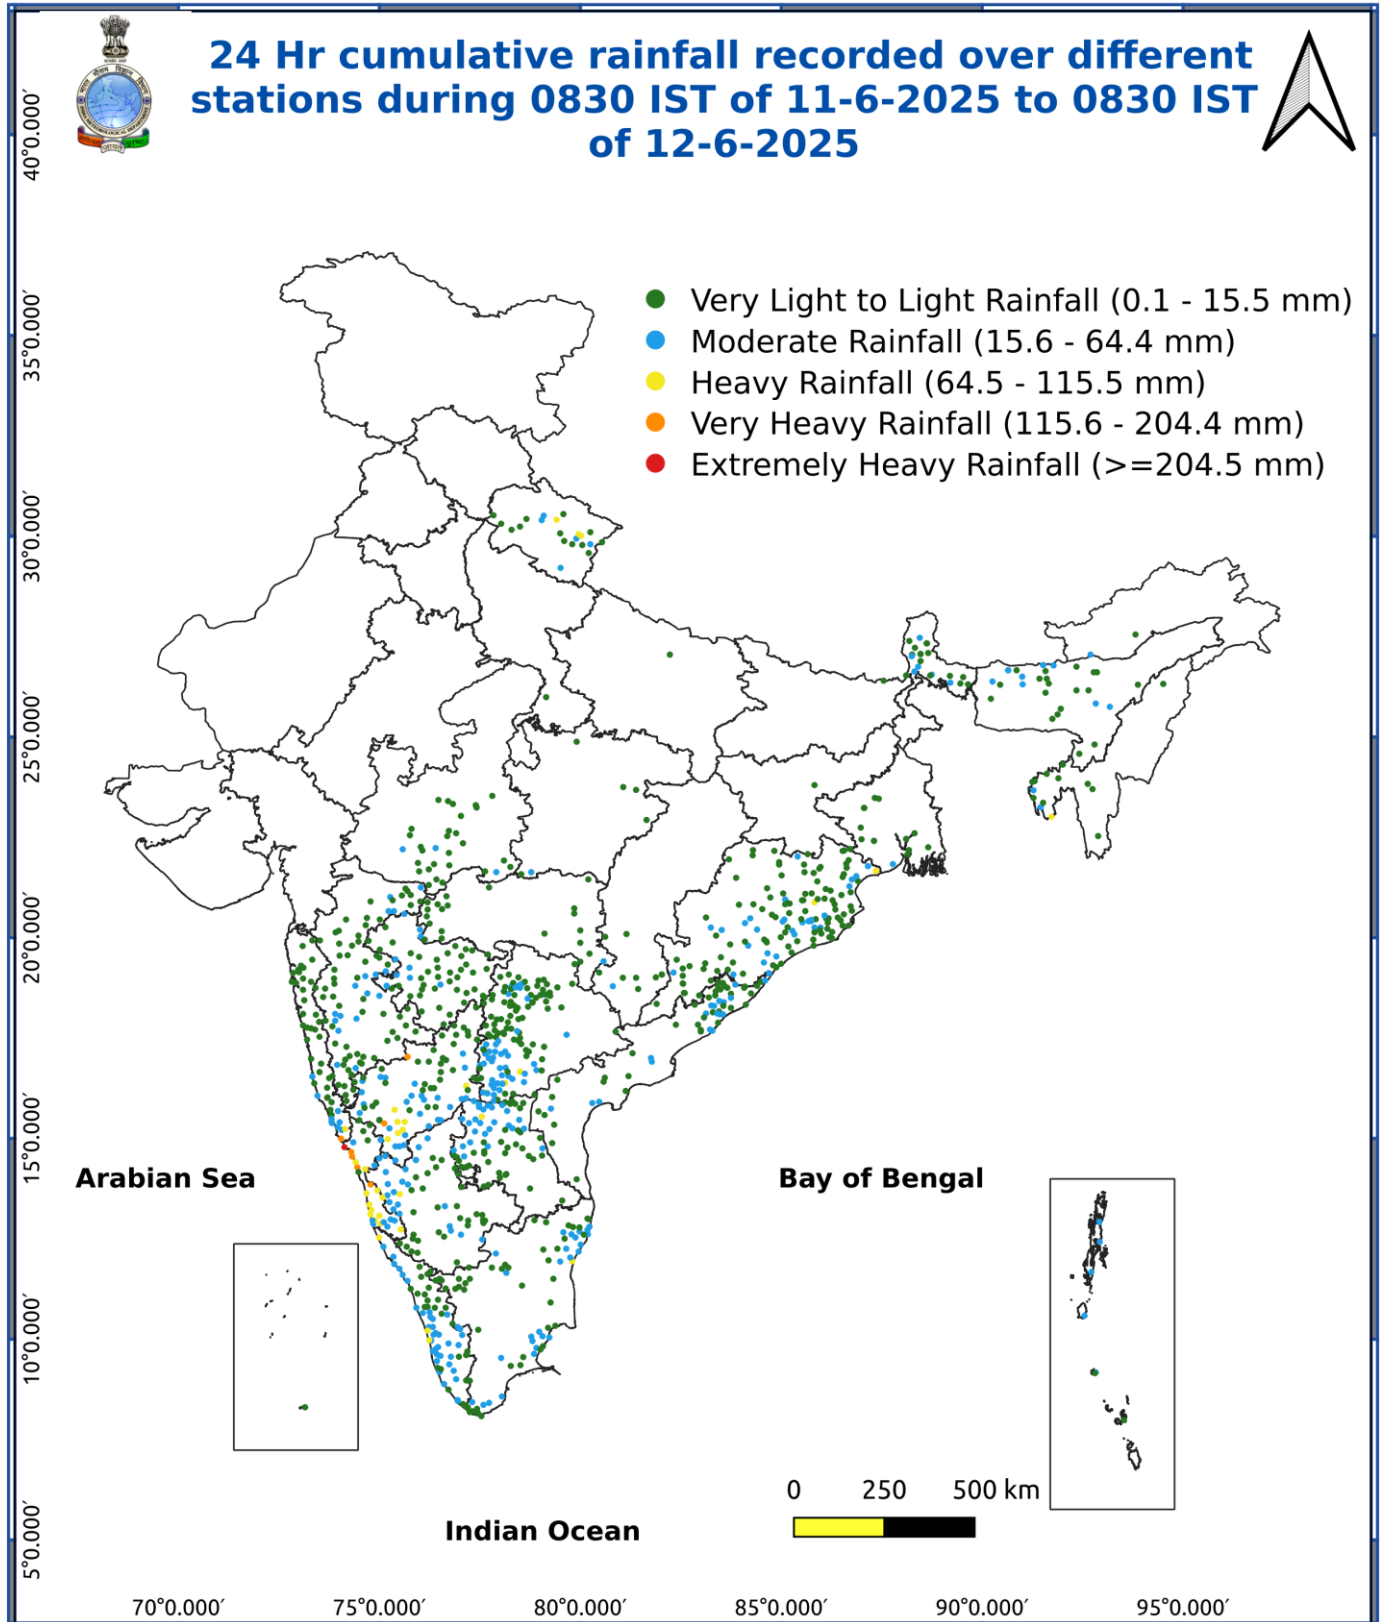 24 Hr cumulative rainfall recorded over different
stations during 0830 IST of 11-6-2025 to 0830 IST
of 12-6-2025
Very Light to Light Rainfall (0.1 - 15.5 mm)
Moderate Rainfall (15.6 - 64.4 mm)
Heavy Rainfall (64.5 - 115.5 mm)
Very Heavy Rainfall (115.6 - 204.4 mm)
Extremely Heavy Rainfall (>=204.5 mm)
40°0.000′
35°0.000′
30°0.000′
25°0.000′
20°0.000′
15°0.000′
10°0.000′
5°0.000′
Arabian Sea
Bay of Bengal
Indian Ocean
0 250 500 km
70°0.000′ 75°0.000′ 80°0.000′ 85°0.000′ 90°0.000′ 95°0.000′